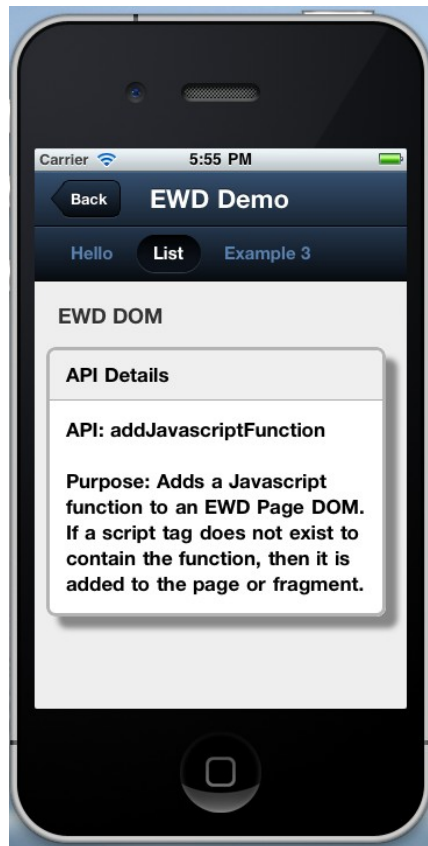 Carrier 5:55 PM
Back EWD Demo
Hello List Example 3
EWD DOM
API Details
API: addJavascriptFunction
Purpose: Adds a Javascript
function to an EWD Page DOM.
If a script tag does not exist to
contain the function, then it is
added to the page or fragment.